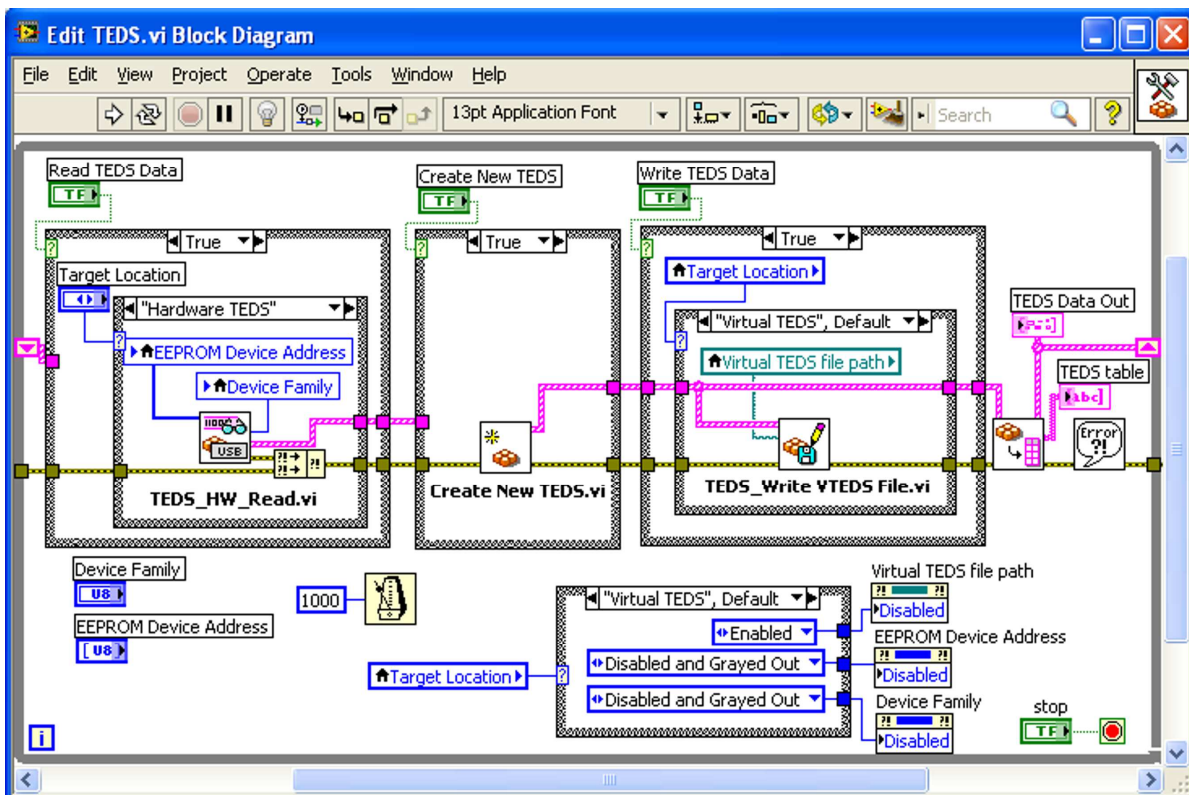 Edit TEDS.vi Block Diagram
File Edit View Project Operate Tools Window Help
13pt Application Font
Search
?
Read TEDS Data
TF
Create New TEDS
TF
Write TEDS Data
TF
?
True
?
True
?
True
Target Location
"Hardware TEDS"
?
EEPROM Device Address
Device Family
USB
?! ?! ?!
TEDS_HW_Read.vi
Create New TEDS.vi
Target Location
"Virtual TEDS", Default
?
Virtual TEDS file path
TEDS_Write VTEDS File.vi
TEDS Data Out
TEDS table
[abc]
Error
?!
Device Family
U8
EEPROM Device Address
[U8]
1000
"Virtual TEDS", Default
Enabled
Disabled and Grayed Out
Disabled and Grayed Out
Target Location
?
Virtual TEDS file path
?! ?!
Disabled
EEPROM Device Address
?! ?!
Disabled
Device Family
?! ?!
Disabled
stop
TF
i